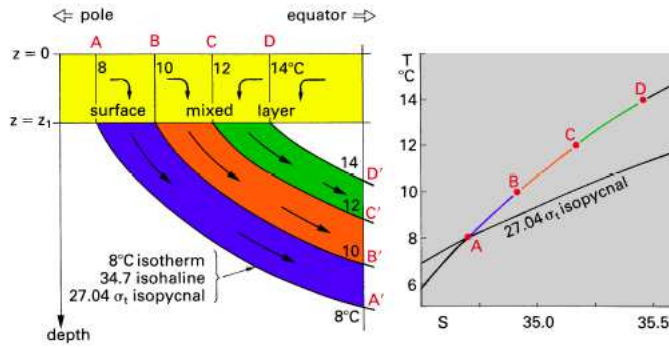 pole
equator
A B C D
z=0
8 10 12 14°C
surface mixed layer
z=z₁
14
D'
12
C'
10
B'
8°C isotherm
34.7 isohaline
27.04 σt isopycnal
A'
8°C
depth
T
°C
14
12
10
8
6
D
C
B
A
27.04 σt isopycnal
S 35.0 35.5